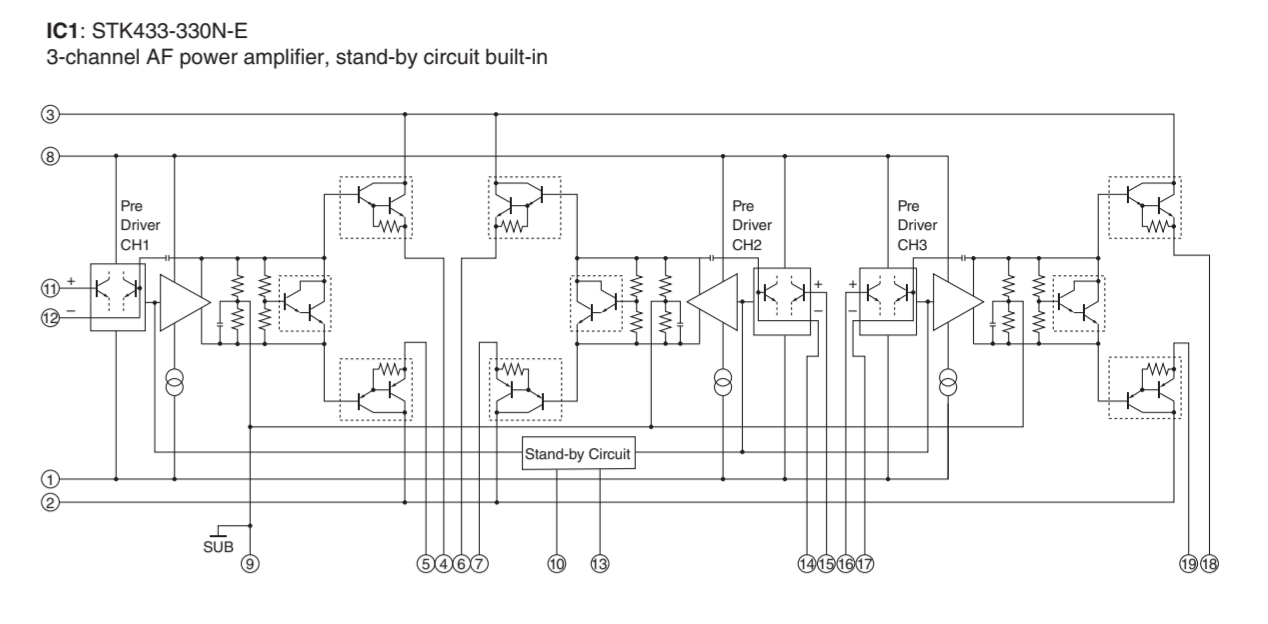 IC1: STK433-330N-E
3-channel AF power amplifier, stand-by circuit built-in
3
8
Pre
Driver
CH1
Pre
Driver
CH2
Pre
Driver
CH3
11 +
12 −
+
−
+
−
Stand-by Circuit
1
2
SUB
9 5 4 6 7 10 13 14 15 16 17 19 18